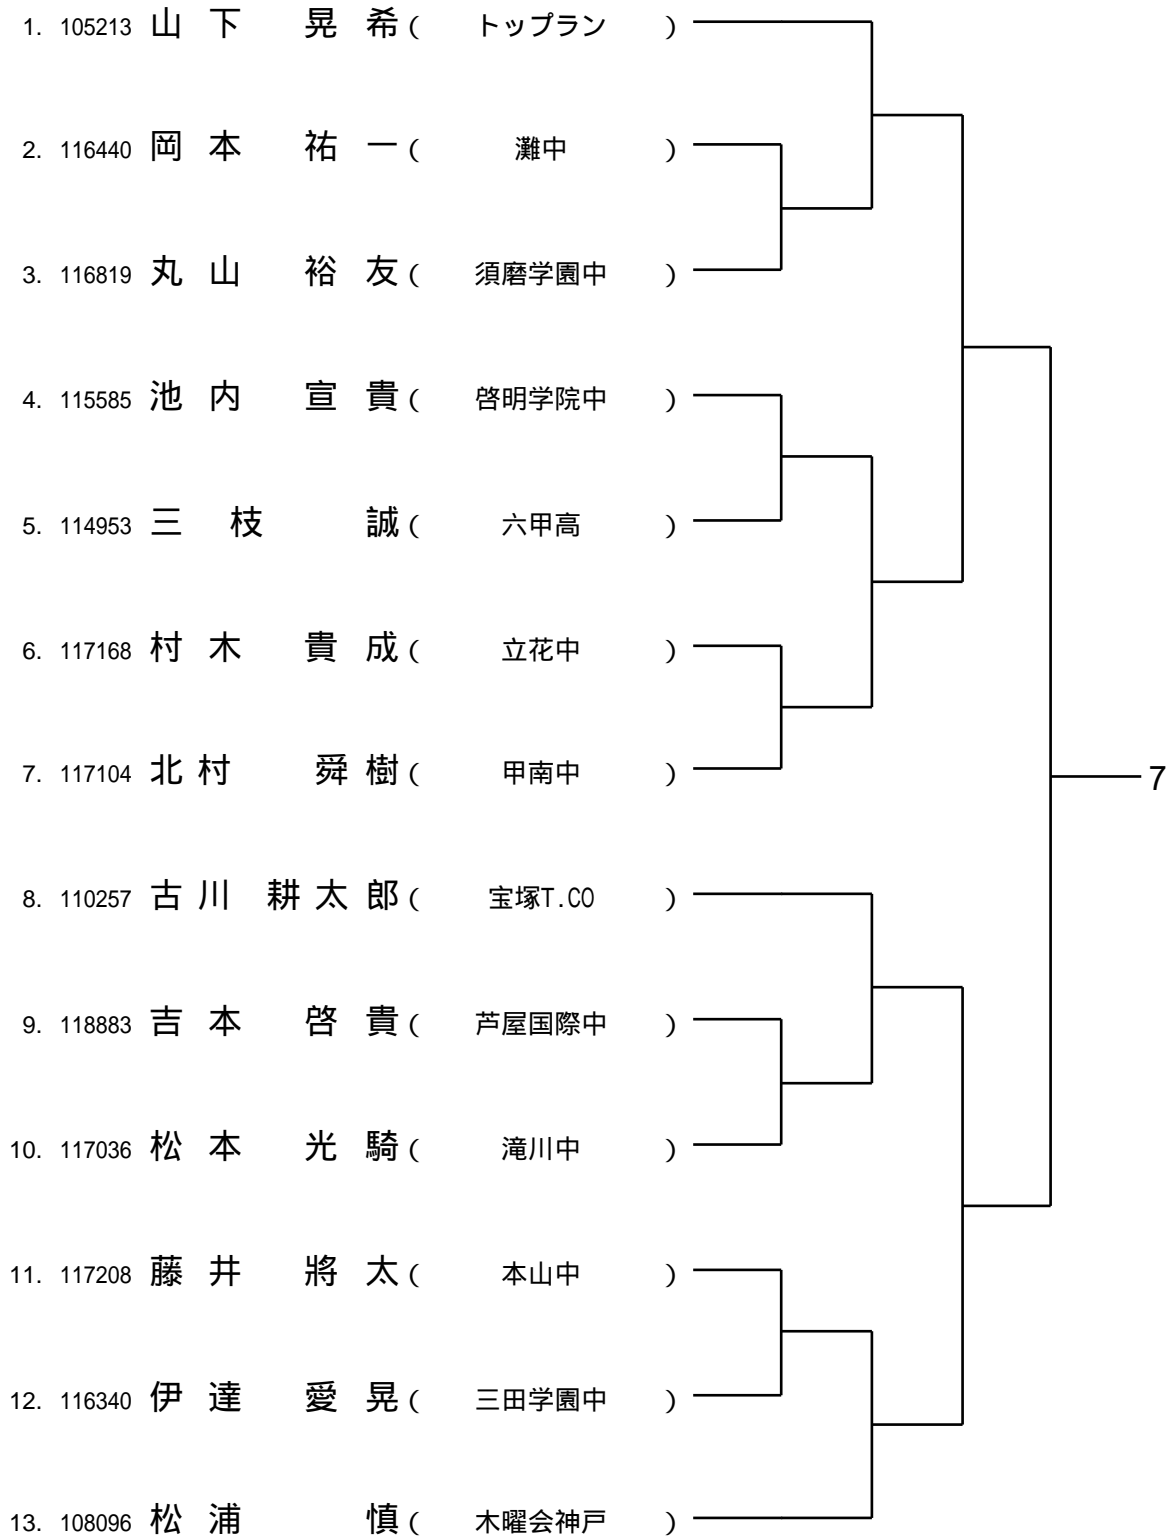 1. 105213 山下 晃希( トップラン )
2. 116440 岡本 祐一( 灘中 )
3. 116819 丸山 裕友( 須磨学園中 )
4. 115585 池内 宣貴( 啓明学院中 )
5. 114953 三枝 誠( 六甲高 )
6. 117168 村木 貴成( 立花中 )
7. 117104 北村 舜樹( 甲南中 )
7
8. 110257 古川 耕太郎( 宝塚T.CO )
9. 118883 吉本 啓貴( 芦屋国際中 )
10. 117036 松本 光騎( 滝川中 )
11. 117208 藤井 將太( 本山中 )
12. 116340 伊達 愛晃( 三田学園中 )
13. 108096 松浦 慎( 木曜会神戸 )